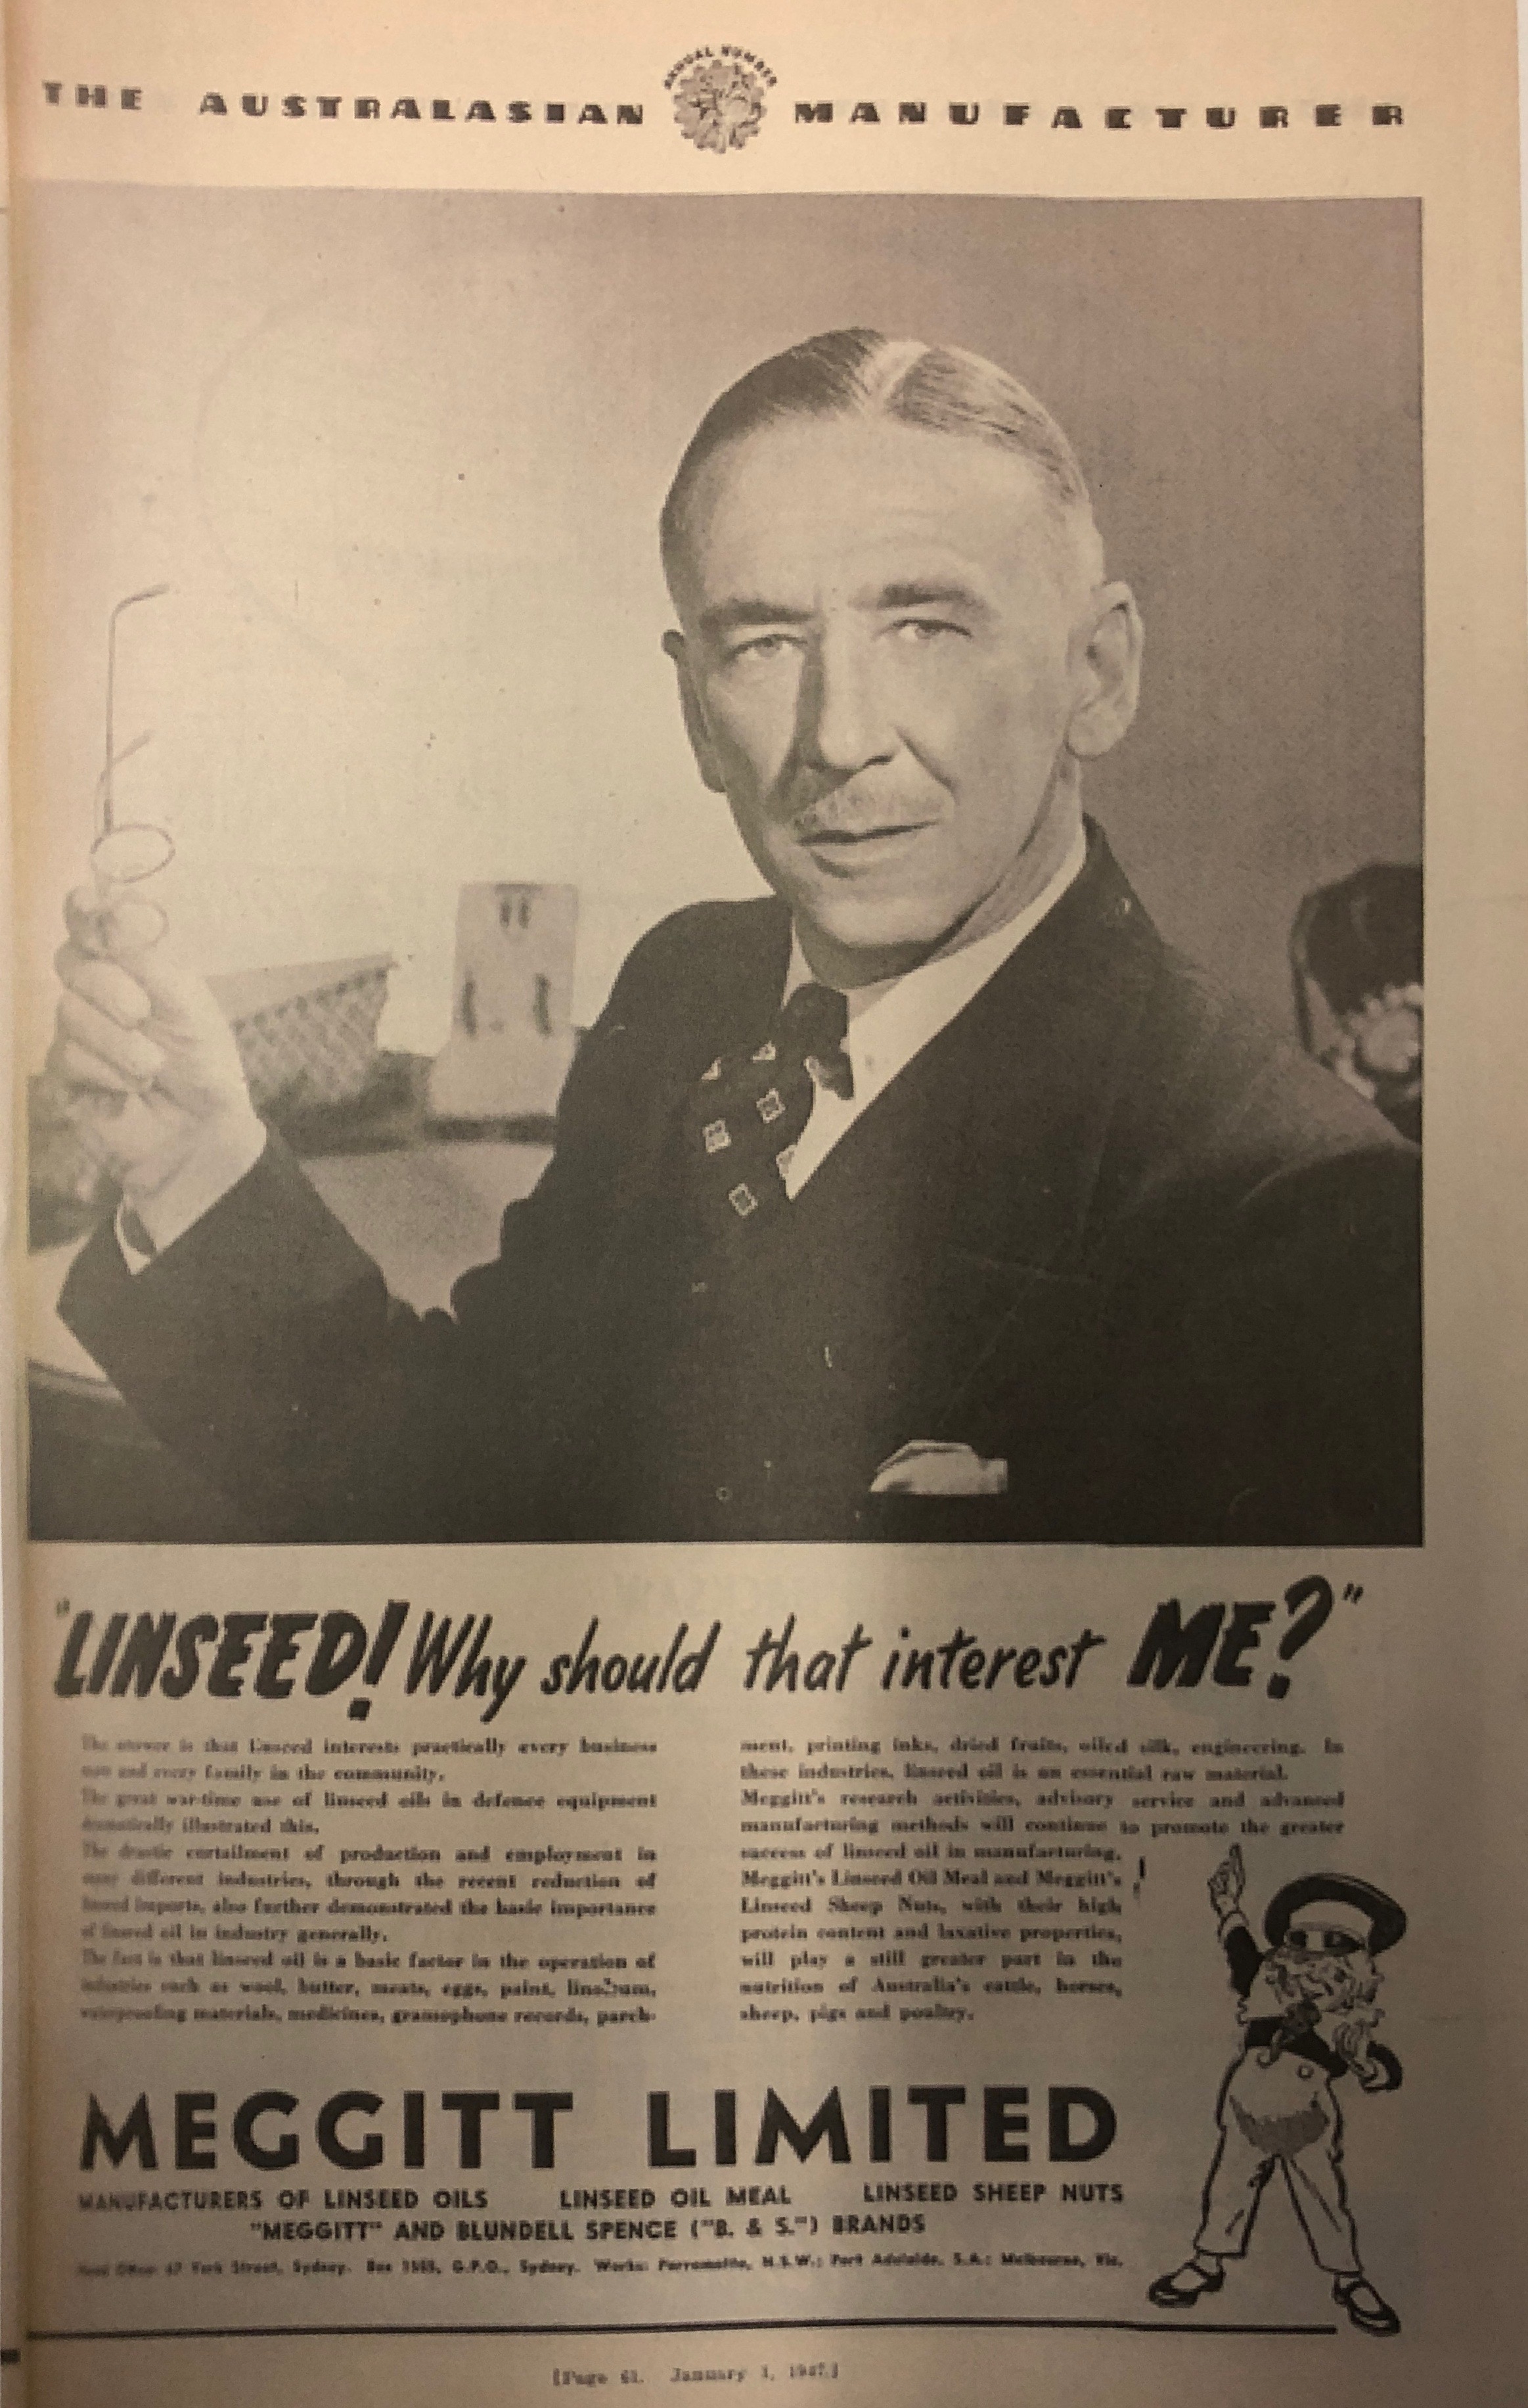 THE AUSTRALASIAN
ANNUAL NUMBER
MANUFACTURER
"LINSEED! Why should that interest ME?"
The answer is that linseed interests practically every business
man and every family in the community.
The great war-time use of linseed oils in defence equipment
dramatically illustrated this.
The drastic curtailment of production and employment in
many different industries, through the recent reduction of
linseed imports, also further demonstrated the basic importance
of linseed oil in industry generally.
The fact is that linseed oil is a basic factor in the operation of
industries such as wool, butter, meats, eggs, paint, linoleum,
waterproofing materials, medicines, gramophone records, parch-
ment, printing inks, dried fruits, oiled silk, engineering. In
these industries, linseed oil is an essential raw material.
Meggitt's research activities, advisory service and advanced
manufacturing methods will continue to promote the greater
success of linseed oil in manufacturing.
Meggitt's Linseed Oil Meal and Meggitt's
Linseed Sheep Nuts, with their high
protein content and laxative properties,
will play a still greater part in the
nutrition of Australia's cattle, horses,
sheep, pigs and poultry.
MEGGITT LIMITED
MANUFACTURERS OF LINSEED OILS LINSEED OIL MEAL LINSEED SHEEP NUTS
"MEGGITT" AND BLUNDELL SPENCE ("B. & S.") BRANDS
Head Office: 67 York Street, Sydney. Box G.P.O., Sydney. Works: Parramatta, N.S.W.; Port Adelaide, S.A.; Melbourne, Vic.
[Page 61. January 1, 1947.]